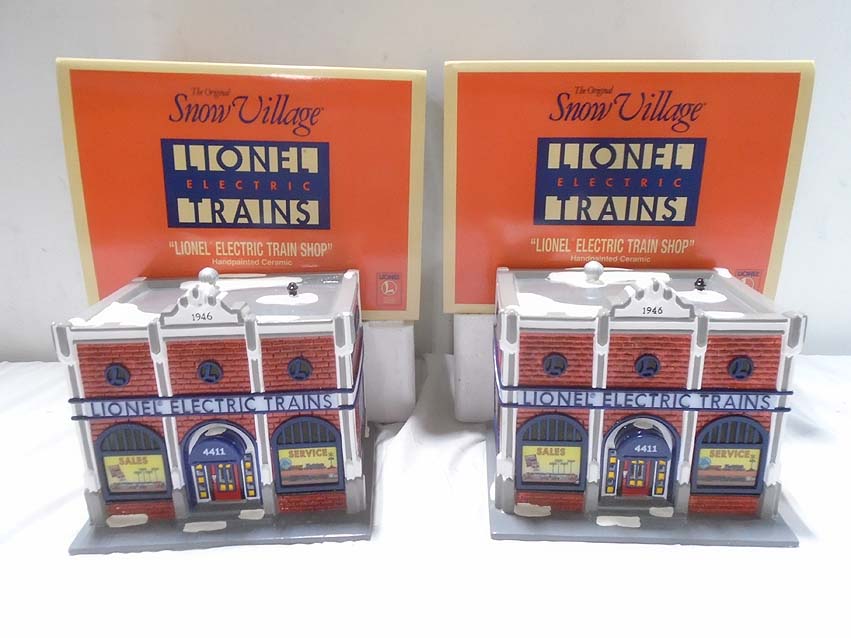 The Original
Snow Village
LIONEL
ELECTRIC
TRAINS
"LIONEL ELECTRIC TRAIN SHOP"
Handpainted Ceramic
LIONEL
L
The Original
Snow Village
LIONEL
ELECTRIC
TRAINS
"LIONEL ELECTRIC TRAIN SHOP"
Handpainted Ceramic
LIONEL
1946
L L L
LIONEL ELECTRIC TRAINS
4411
SALES SERVICE
1946
L L L
LIONEL ELECTRIC TRAINS
4411
SALES SERVICE